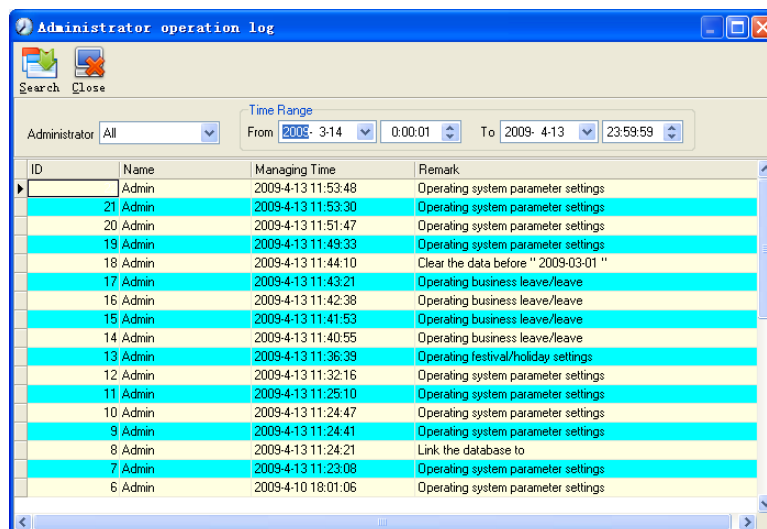 Administrator operation log
Search Close
Time Range
Administrator All From 2009- 3-14 0:00:01 To 2009- 4-13 23:59:59
ID Name Managing Time Remark
Admin 2009-4-13 11:53:48 Operating system parameter settings
21 Admin 2009-4-13 11:53:30 Operating system parameter settings
20 Admin 2009-4-13 11:51:47 Operating system parameter settings
19 Admin 2009-4-13 11:49:33 Operating system parameter settings
18 Admin 2009-4-13 11:44:10 Clear the data before " 2009-03-01 "
17 Admin 2009-4-13 11:43:21 Operating business leave/leave
16 Admin 2009-4-13 11:42:38 Operating business leave/leave
15 Admin 2009-4-13 11:41:53 Operating business leave/leave
14 Admin 2009-4-13 11:40:55 Operating business leave/leave
13 Admin 2009-4-13 11:36:39 Operating festival/holiday settings
12 Admin 2009-4-13 11:32:16 Operating system parameter settings
11 Admin 2009-4-13 11:25:10 Operating system parameter settings
10 Admin 2009-4-13 11:24:47 Operating system parameter settings
9 Admin 2009-4-13 11:24:41 Operating system parameter settings
8 Admin 2009-4-13 11:24:21 Link the database to
7 Admin 2009-4-13 11:23:08 Operating system parameter settings
6 Admin 2009-4-10 18:01:06 Operating system parameter settings